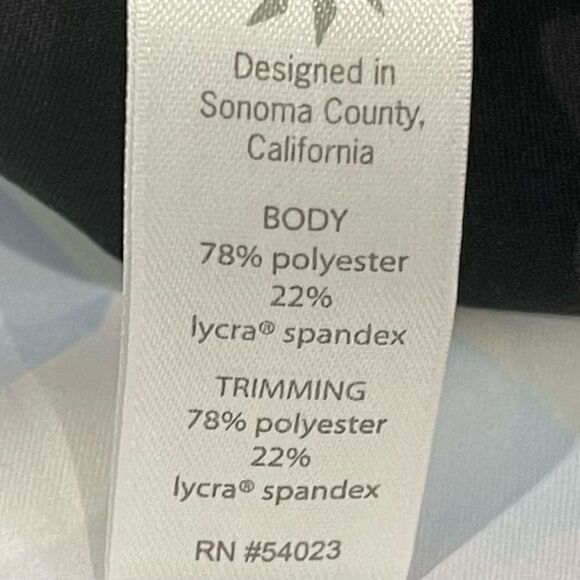 Designed in
Sonoma County,
California
BODY
78% polyester
22%
lycra® spandex
TRIMMING
78% polyester
22%
lycra® spandex
RN #54023